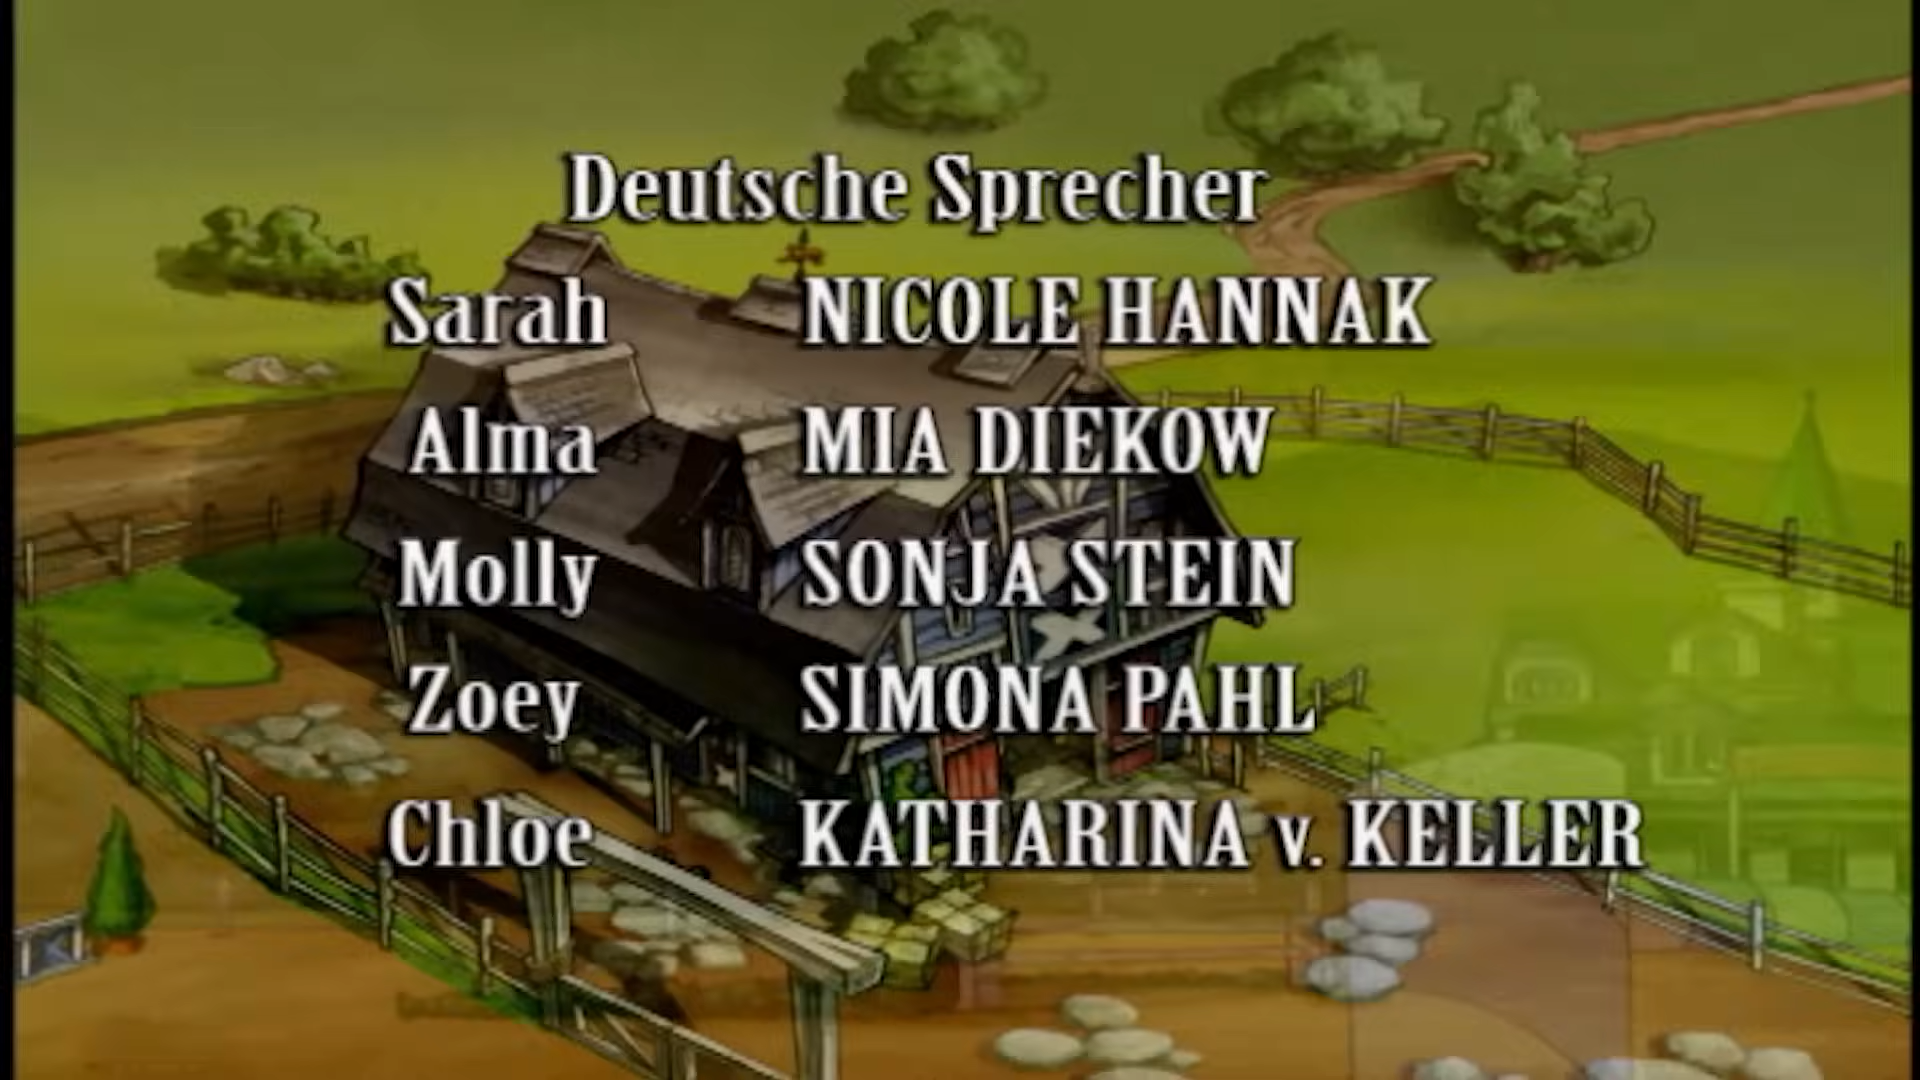 Deutsche Sprecher
Sarah NICOLE HANNAK
Alma MIA DIEKOW
Molly SONJA STEIN
Zoey SIMONA PAHL
Chloe KATHARINA v. KELLER